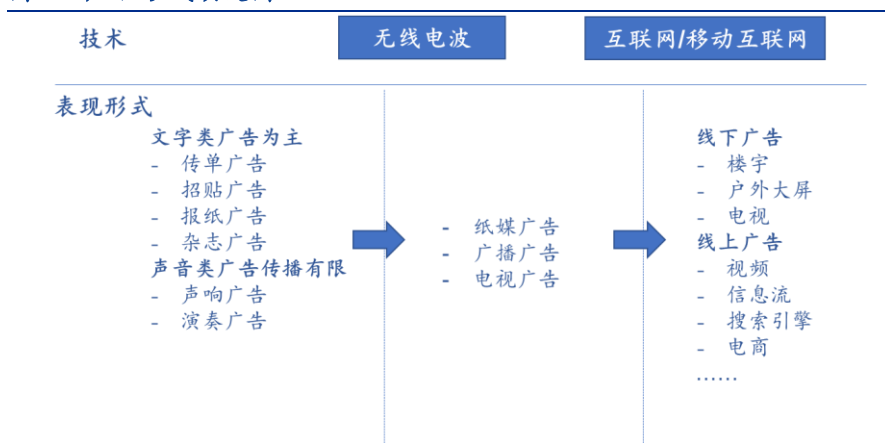 技术
无线电波
互联网/移动互联网
表现形式
文字类广告为主
- 传单广告
- 招贴广告
- 报纸广告
- 杂志广告
声音类广告传播有限
- 声响广告
- 演奏广告
- 纸媒广告
- 广播广告
- 电视广告
线下广告
- 楼宇
- 户外大屏
- 电视
线上广告
- 视频
- 信息流
- 搜索引擎
- 电商
……